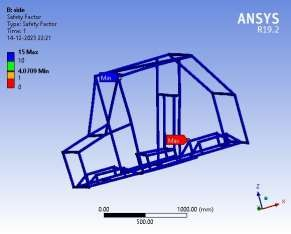 B: side
Safety Factor
Type: Safety Factor
Time: 1
14-12-2021 22:21
15 Max
10
4.0709 Min
1
0
ANSYS
R19.2
Max
Min
0.00
1000.00 (mm)
500.00
Z
X